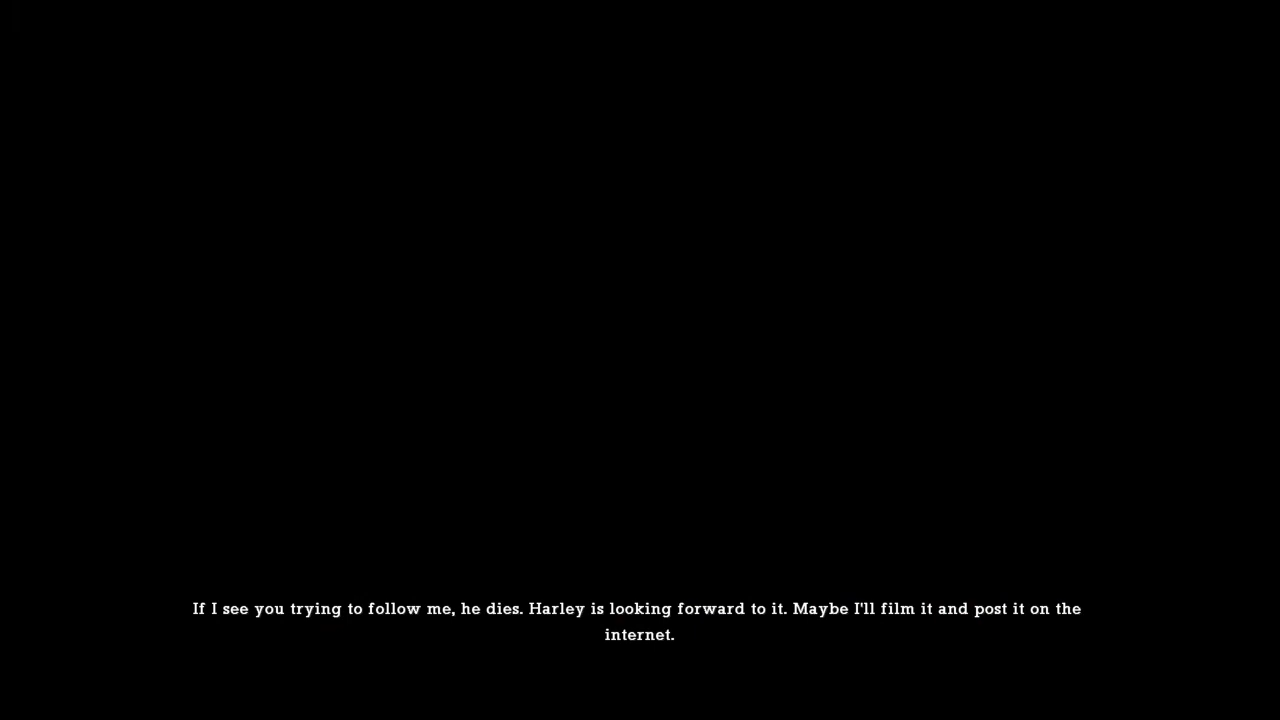 If I see you trying to follow me, he dies. Harley is looking forward to it. Maybe I'll film it and post it on the
internet.